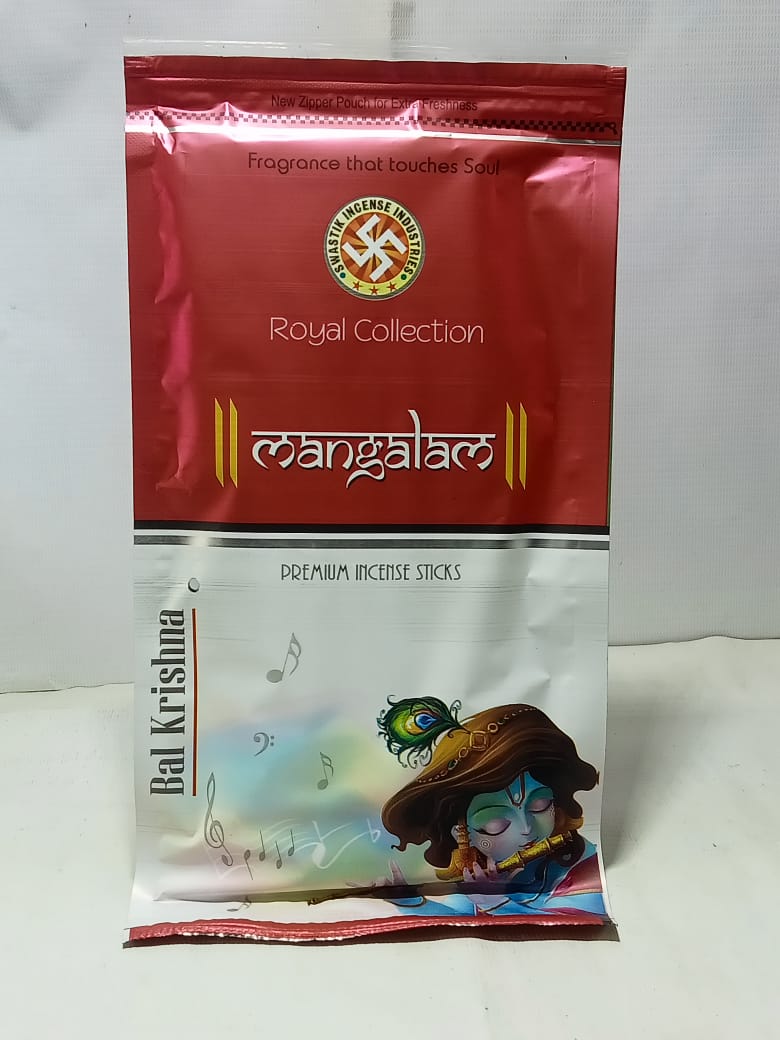 New Zipper Pouch for Extra Freshness
Fragrance that touches Soul
SWASTIK INCENSE INDUSTRIES
Royal Collection
|| mangalam ||
PREMIUM INCENSE STICKS
Bal Krishna